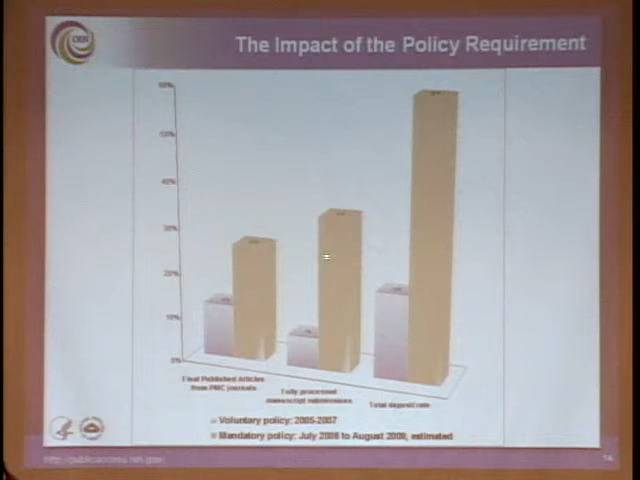 The Impact of the Policy Requirement
60%
50%
40%
30%
20%
10%
0%
Final Published Articles
from PMC journals
Fully processed
manuscript submissions
Total deposit rate
Voluntary policy: 2005-2007
Mandatory policy: July 2008 to August 2009, estimated
http://publicaccess.nih.gov/
14